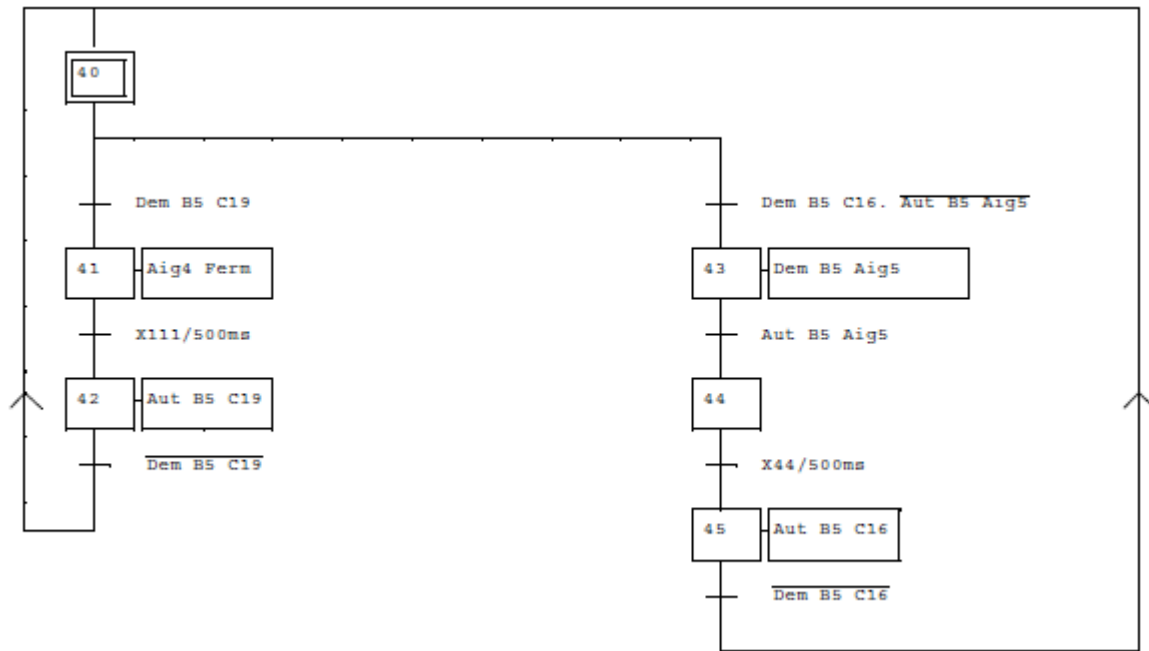 40
Dem B5 C19
Dem B5 C16. Aut B5 Aig5
41 Aig4 Ferm
43 Dem B5 Aig5
X111/500ms
Aut B5 Aig5
42 Aut B5 C19
44
Dem B5 C19
X44/500ms
45 Aut B5 C16
Dem B5 C16